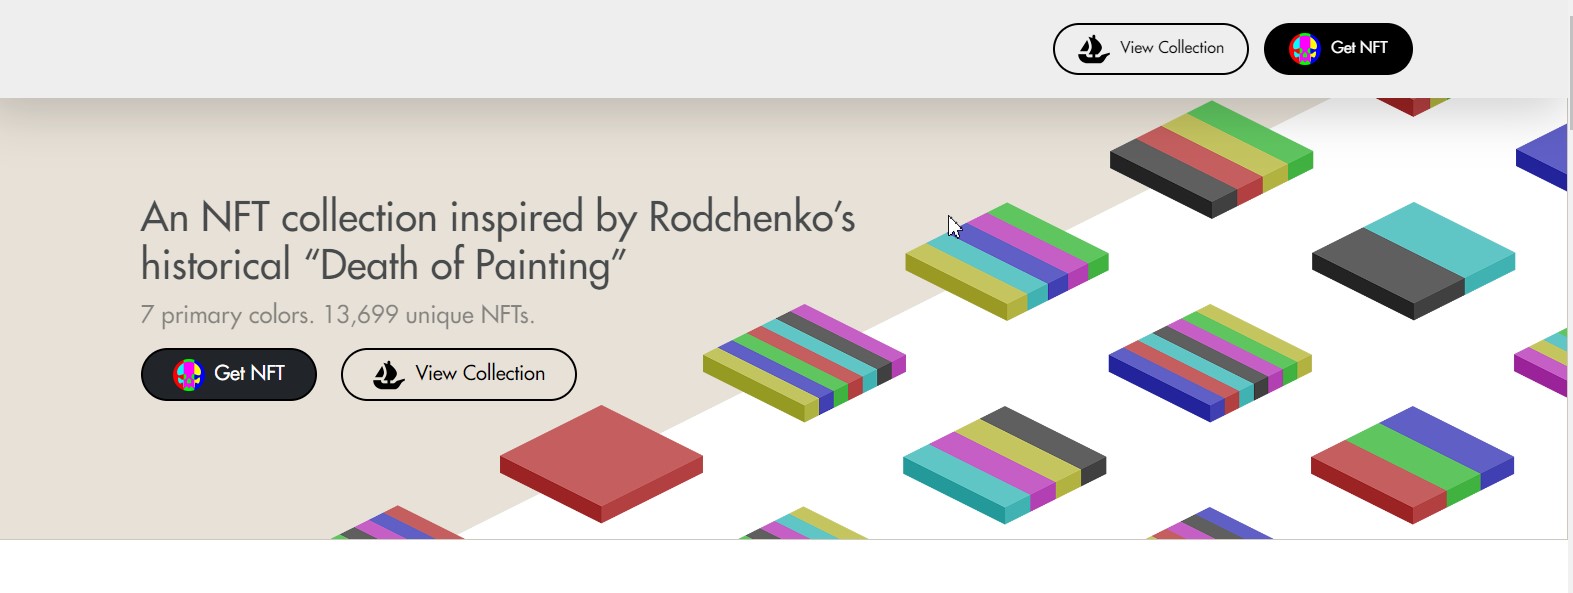 View Collection
Get NFT
An NFT collection inspired by Rodchenko’s
historical “Death of Painting”
7 primary colors. 13,699 unique NFTs.
Get NFT
View Collection